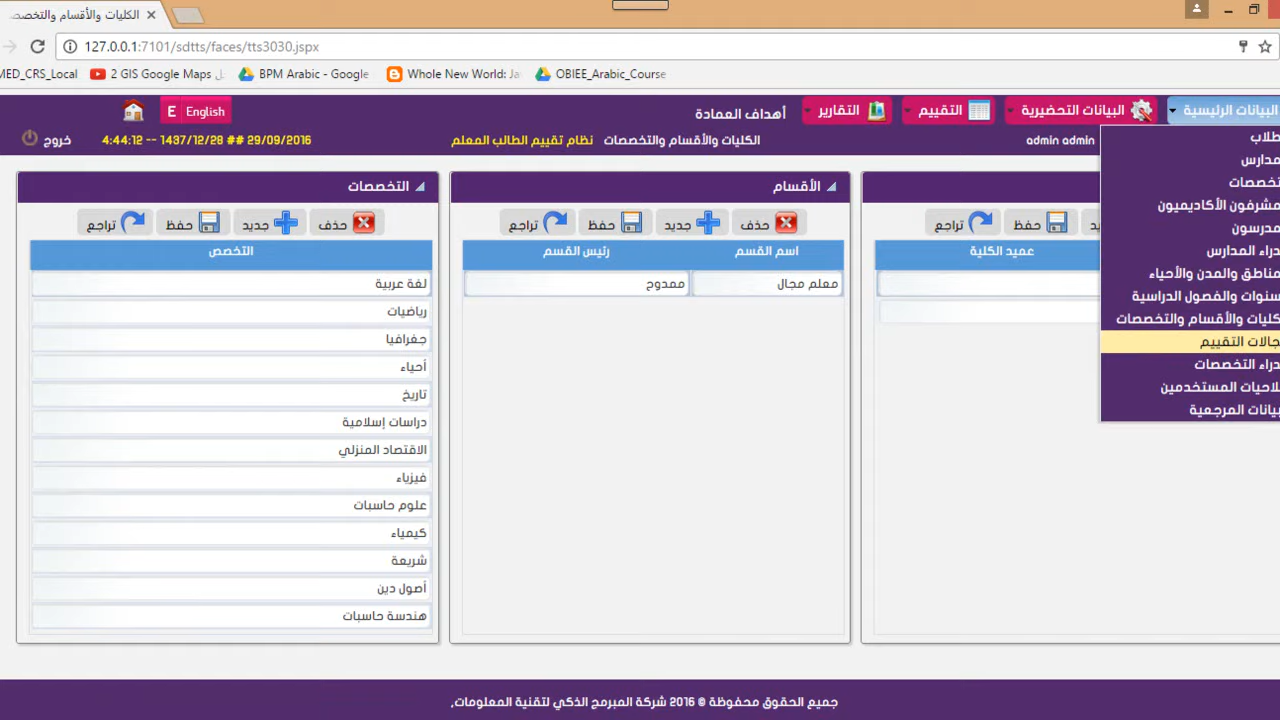 الكليات والأقسام والتخصص
127.0.0.1:7101/sdtts/faces/tts3030.jspx
MED_CRS_Local
2 GIS Google Maps
BPM Arabic - Google
Whole New World: Ja
OBIEE_Arabic_Course
البيانات الرئيسية
البيانات التحضيرية
التقييم
التقارير
أهداف العمادة
E English
admin admin
الكليات والأقسام والتخصصات
نظام تقييم الطالب المعلم
4:44:12 -- 1437/12/28 ## 29/09/2016
خروج
طلاب
مدارس
تخصصات
مشرفون الأكاديميون
مدرسون
دراء المدارس
مناطق والمدن والأحياء
سنوات والفصول الدراسية
كليات والأقسام والتخصصات
جالات التقييم
دراء التخصصات
لاحيات المستخدمين
بيانات المرجعية
حفظ
تراجع
عميد الكلية
الأقسام
حذف
جديد
حفظ
تراجع
اسم القسم
رئيس القسم
معلم مجال
ممدوح
التخصصات
حذف
جديد
حفظ
تراجع
التخصص
لغة عربية
رياضيات
جغرافيا
أحياء
تاريخ
دراسات إسلامية
الاقتصاد المنزلي
فيزياء
علوم حاسبات
كيمياء
شريعة
أصول دين
هندسة حاسبات
جميع الحقوق محفوظة © 2016 شركة المبرمج الذكي لتقنية المعلومات,